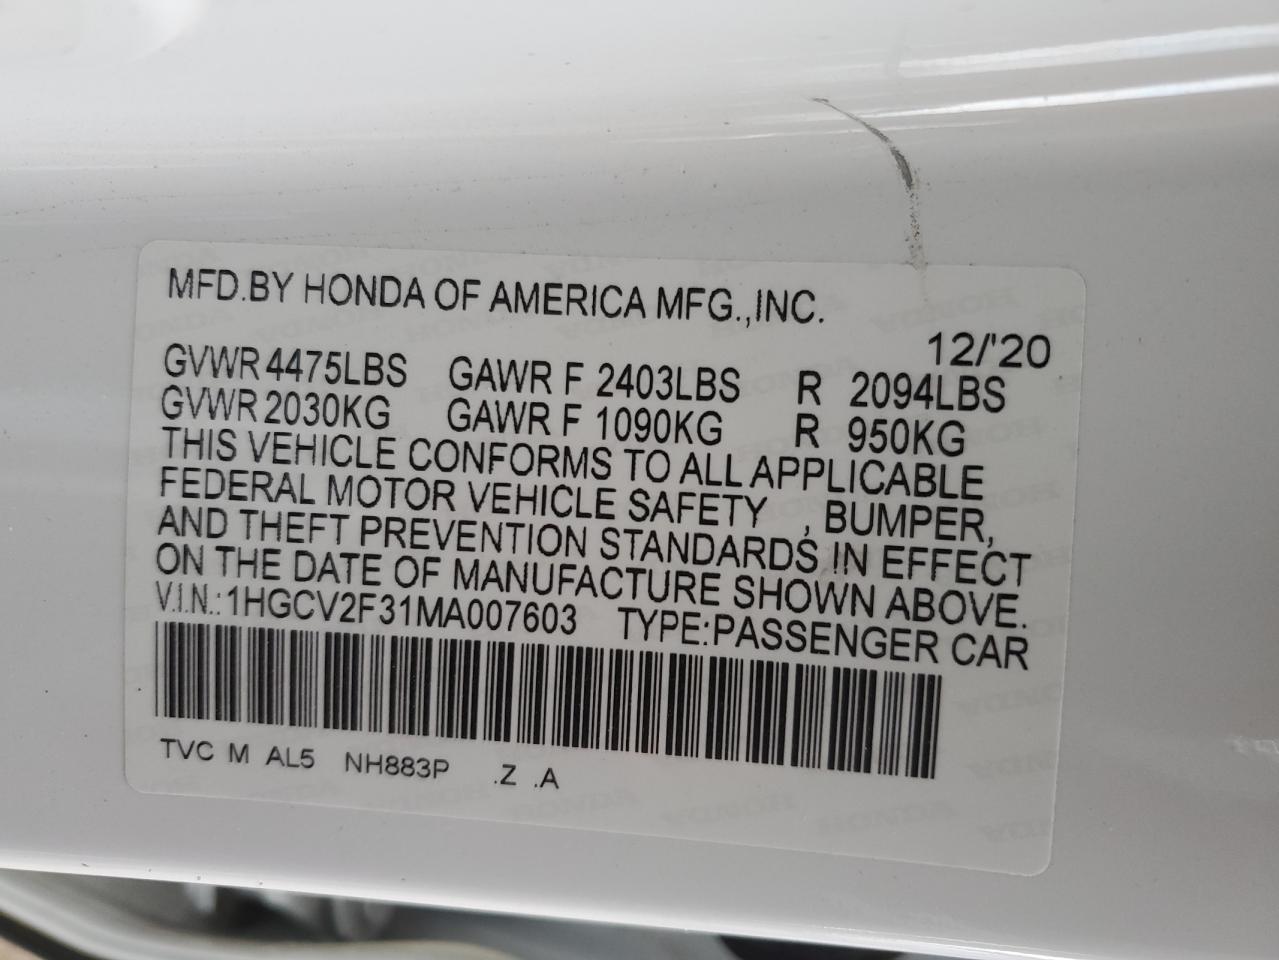 MFD.BY HONDA OF AMERICA MFG.,INC.
12/'20
GVWR 4475LBS GAWR F 2403LBS R 2094LBS
GVWR 2030KG GAWR F 1090KG R 950KG
THIS VEHICLE CONFORMS TO ALL APPLICABLE
FEDERAL MOTOR VEHICLE SAFETY , BUMPER,
AND THEFT PREVENTION STANDARDS IN EFFECT
ON THE DATE OF MANUFACTURE SHOWN ABOVE.
V.I.N.:1HGCV2F31MA007603 TYPE:PASSENGER CAR
TVC M AL5 NH883P .Z .A